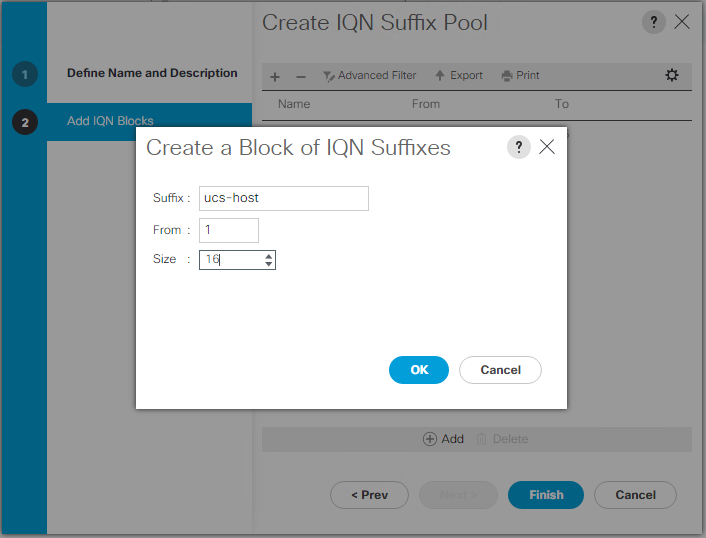 Create IQN Suffix Pool
?
1 Define Name and Description
+ − Advanced Filter Export Print
Name From To
2 Add IQN Blocks
Create a Block of IQN Suffixes
?
Suffix : ucs-host
From : 1
Size : 16
OK Cancel
Add Delete
< Prev Next > Finish Cancel